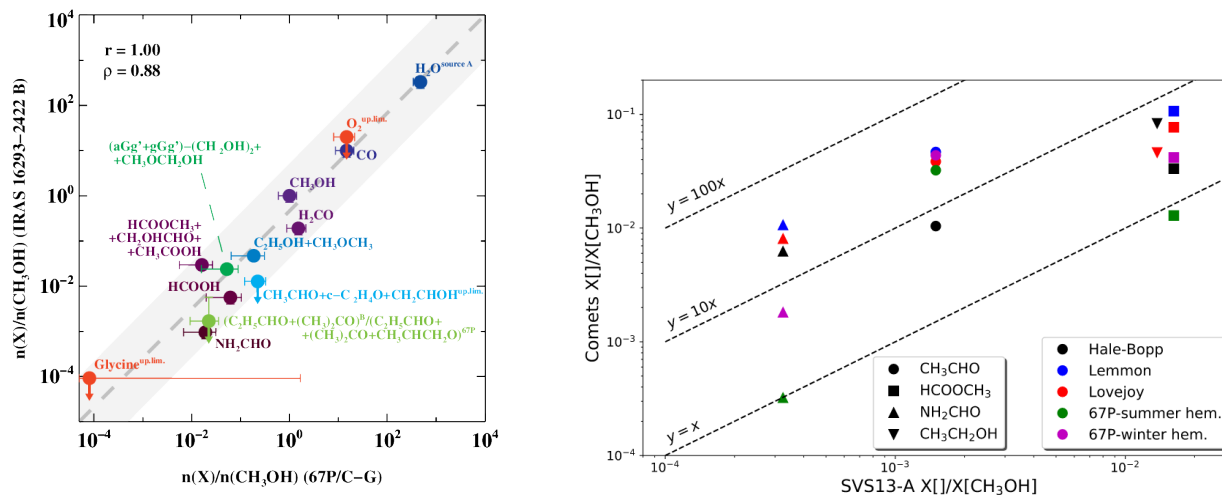 10⁴
10²
10⁰
10⁻²
10⁻⁴
n(X)/n(CH₃OH) (IRAS 16293−2422 B)
r = 1.00
ρ = 0.88
H₂O source A
O₂ up.lim.
CO
(aGg'+gGg')−(CH₂OH)₂+
+CH₃OCH₂OH
CH₃OH
H₂CO
HCOOCH₃+
+CH₂OHCHO+
+CH₃COOH
C₂H₅OH+CH₃OCH₃
HCOOH
CH₃CHO+c−C₂H₄O+CH₂CHOH up.lim.
(C₂H₅CHO+(CH₃)₂CO)ᴮ/(C₂H₅CHO+
+(CH₃)₂CO+CH₃CHCH₂O)⁶⁷ᴾ
NH₂CHO
Glycine up.lim.
10⁻⁴ 10⁻² 10⁰ 10² 10⁴
n(X)/n(CH₃OH) (67P/C−G)
Comets X[]/X[CH₃OH]
10⁻¹
10⁻²
10⁻³
10⁻⁴
y = 100x
y = 10x
y = x
CH₃CHO
HCOOCH₃
NH₂CHO
CH₃CH₂OH
Hale-Bopp
Lemmon
Lovejoy
67P-summer hem.
67P-winter hem.
10⁻⁴ 10⁻³ 10⁻²
SVS13-A X[]/X[CH₃OH]